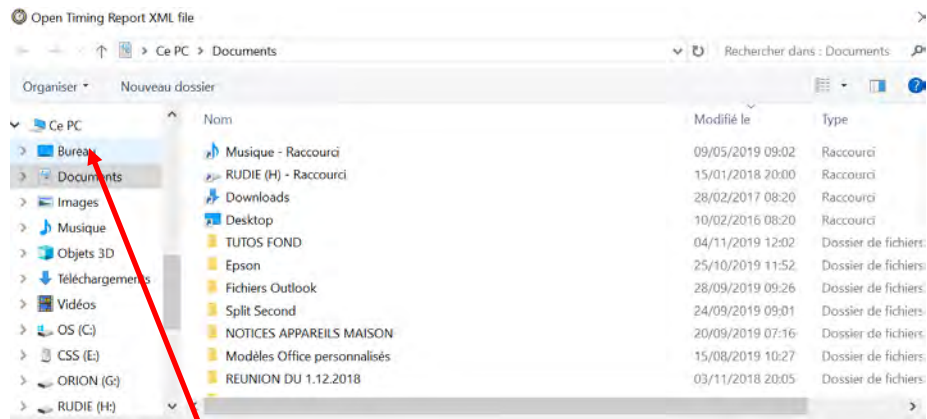 Open Timing Report XML file
Ce PC > Documents
Rechercher dans : Documents
Organiser
Nouveau dossier
Ce PC
Bureau
Documents
Images
Musique
Objets 3D
Téléchargements
Vidéos
OS (C:)
CSS (E:)
ORION (G:)
RUDIE (H:)
Nom Modifié le Type
Musique - Raccourci 09/05/2019 09:02 Raccourci
RUDIE (H) - Raccourci 15/01/2018 20:00 Raccourci
Downloads 28/02/2017 08:20 Raccourci
Desktop 10/02/2016 08:20 Raccourci
TUTOS FOND 04/11/2019 12:02 Dossier de fichiers
Epson 25/10/2019 11:52 Dossier de fichiers
Fichiers Outlook 28/09/2019 09:26 Dossier de fichiers
Split Second 24/09/2019 09:01 Dossier de fichiers
NOTICES APPAREILS MAISON 20/09/2019 07:16 Dossier de fichiers
Modèles Office personnalisés 15/08/2019 10:27 Dossier de fichiers
REUNION DU 1.12.2018 03/11/2018 20:05 Dossier de fichiers